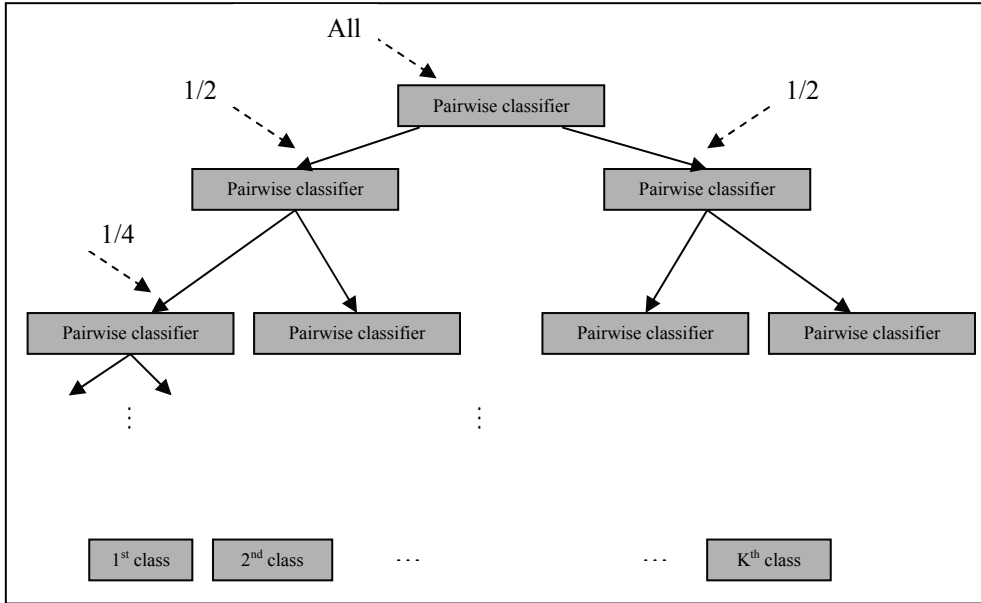 All
1/2
1/2
Pairwise classifier
Pairwise classifier
Pairwise classifier
1/4
Pairwise classifier
Pairwise classifier
Pairwise classifier
Pairwise classifier
⋮
⋮
1st class
2nd class
…
…
Kth class